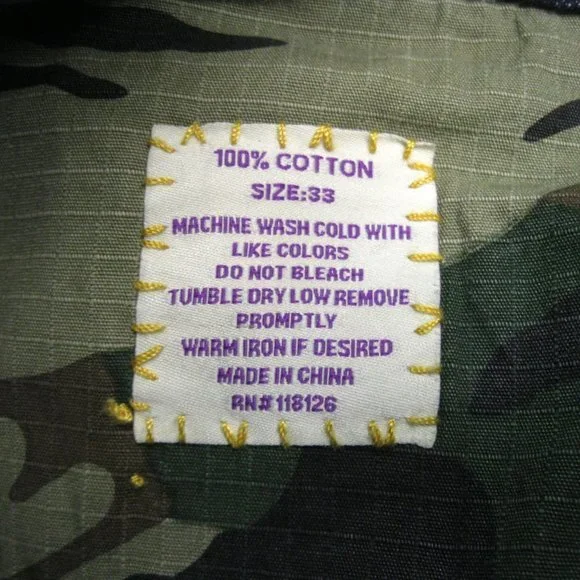 100% COTTON
SIZE:33
MACHINE WASH COLD WITH
LIKE COLORS
DO NOT BLEACH
TUMBLE DRY LOW REMOVE
PROMPTLY
WARM IRON IF DESIRED
MADE IN CHINA
RN# 118126